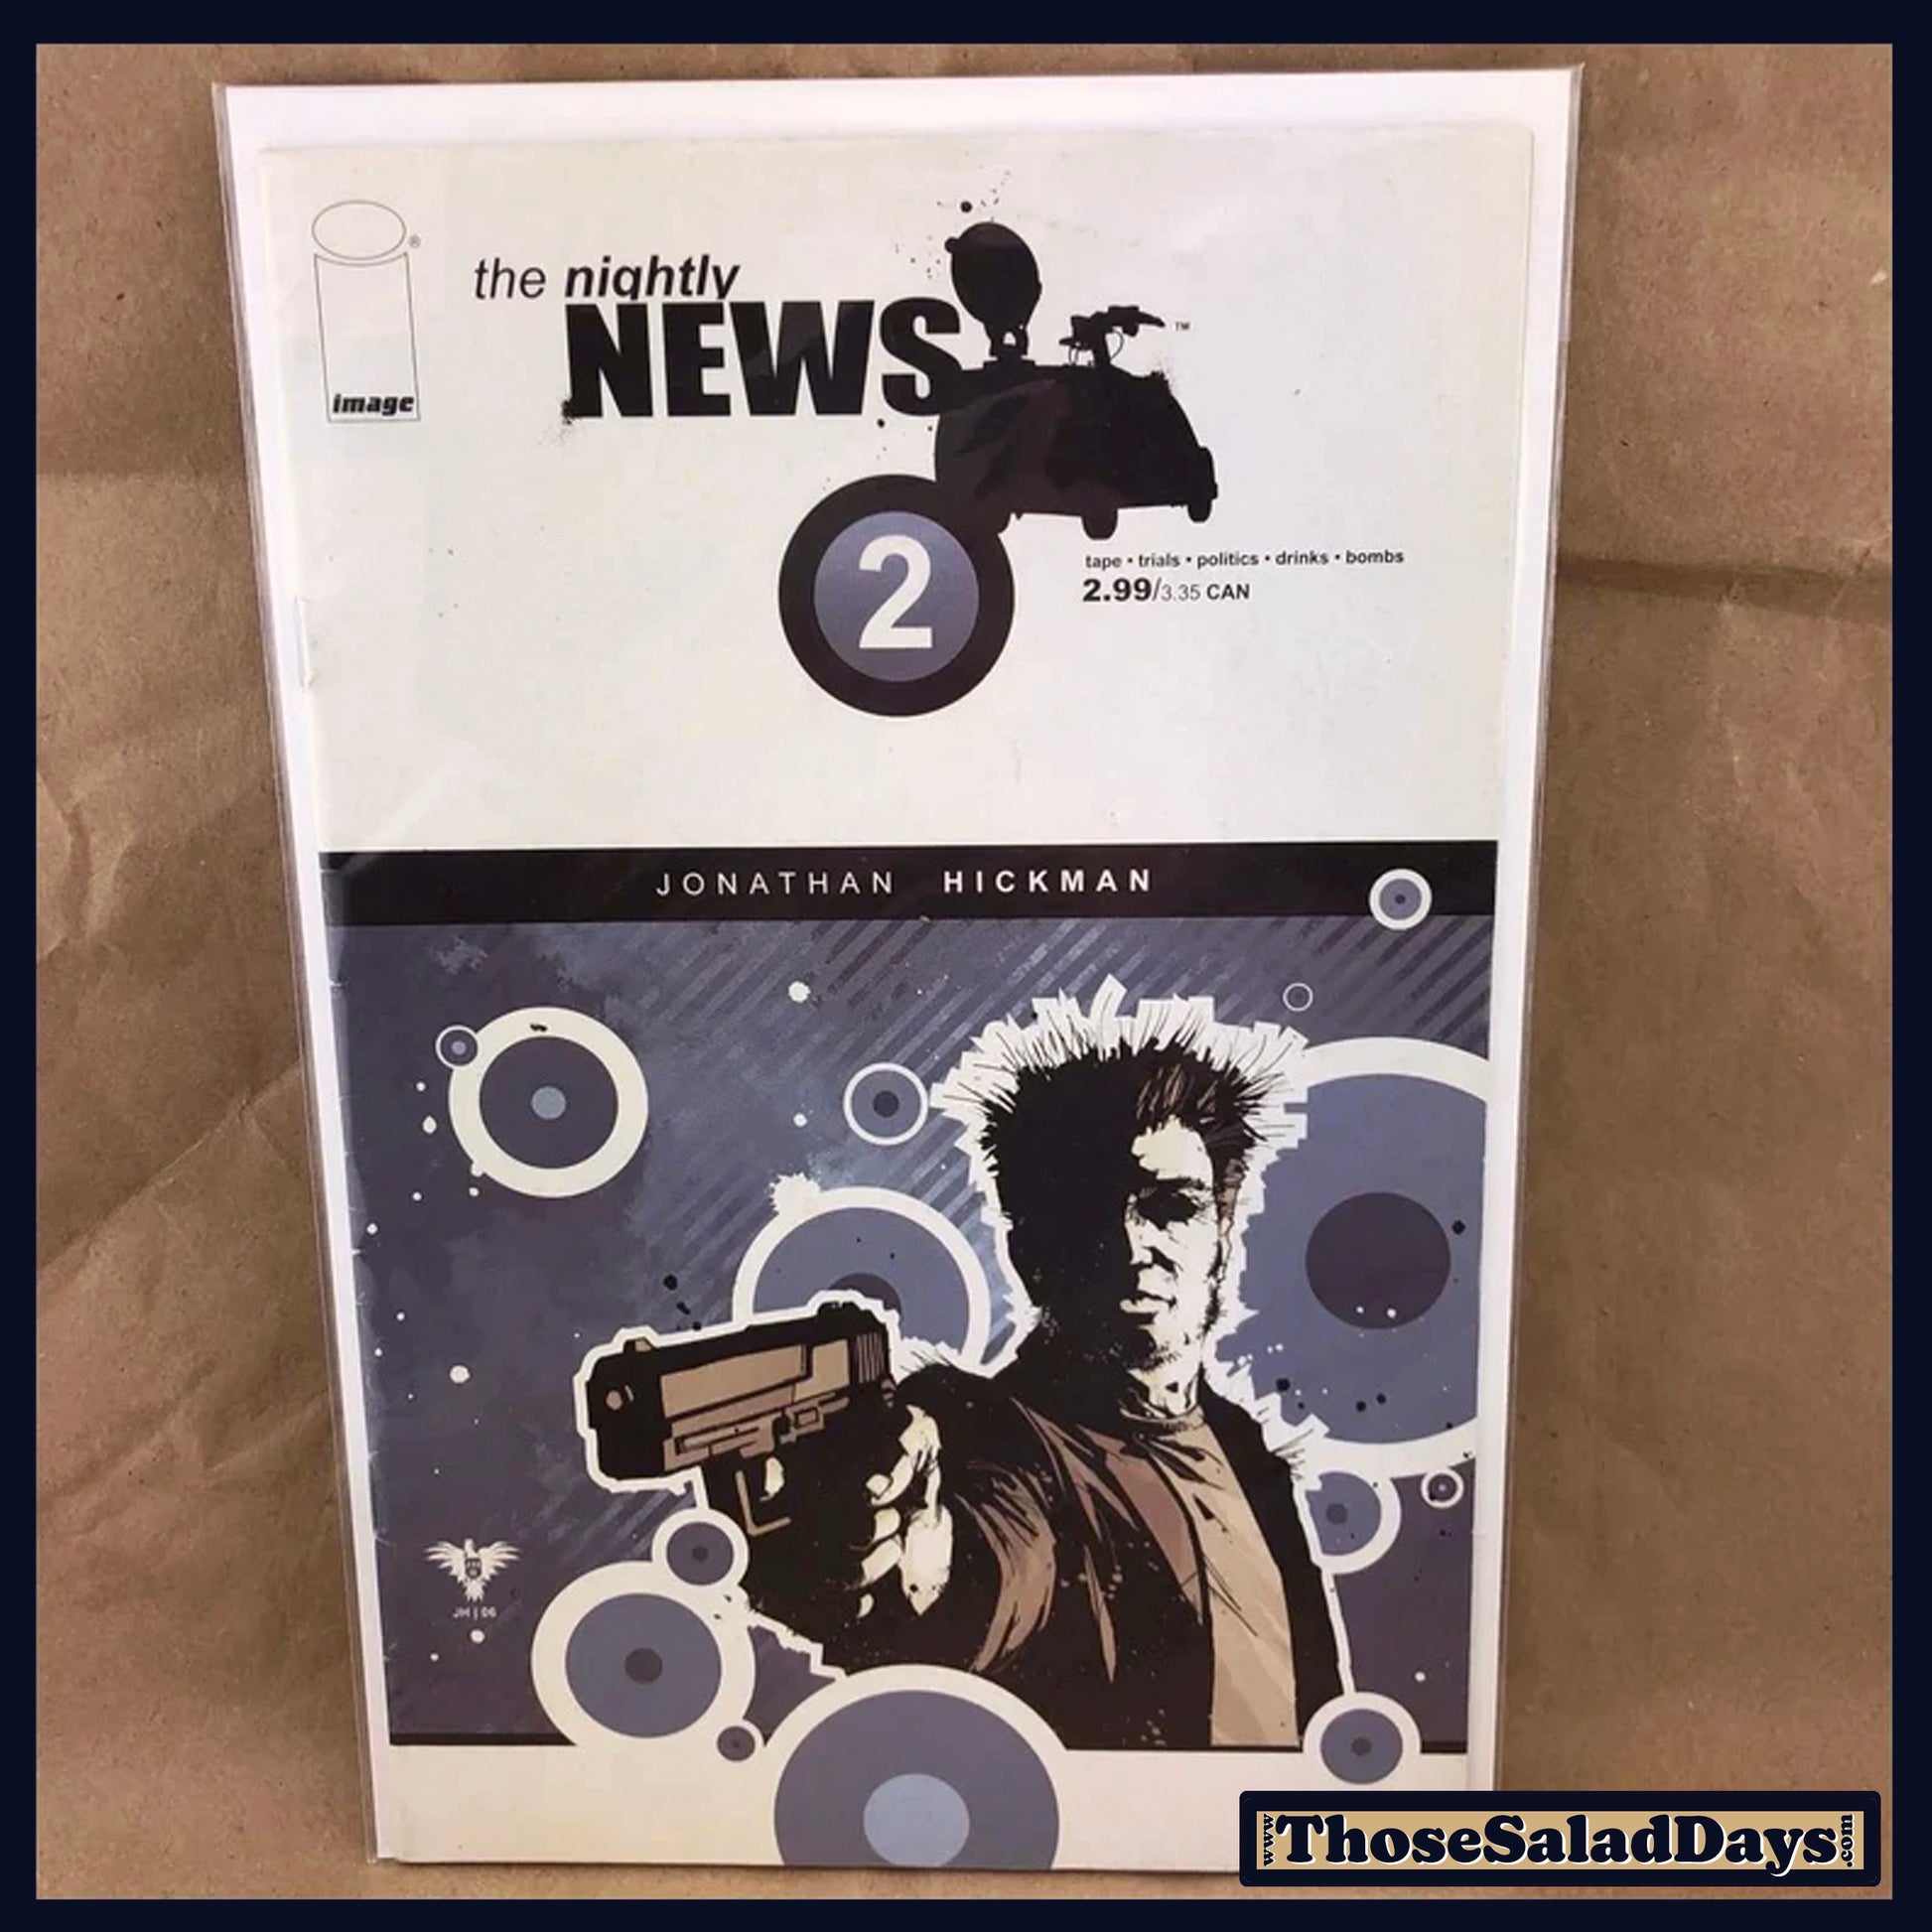 the nightly
NEWS
™
®
image
2
tape • trials • politics • drinks • bombs
2.99/3.35 CAN
JONATHAN HICKMAN
JH | 06
www.ThoseSaladDays.com